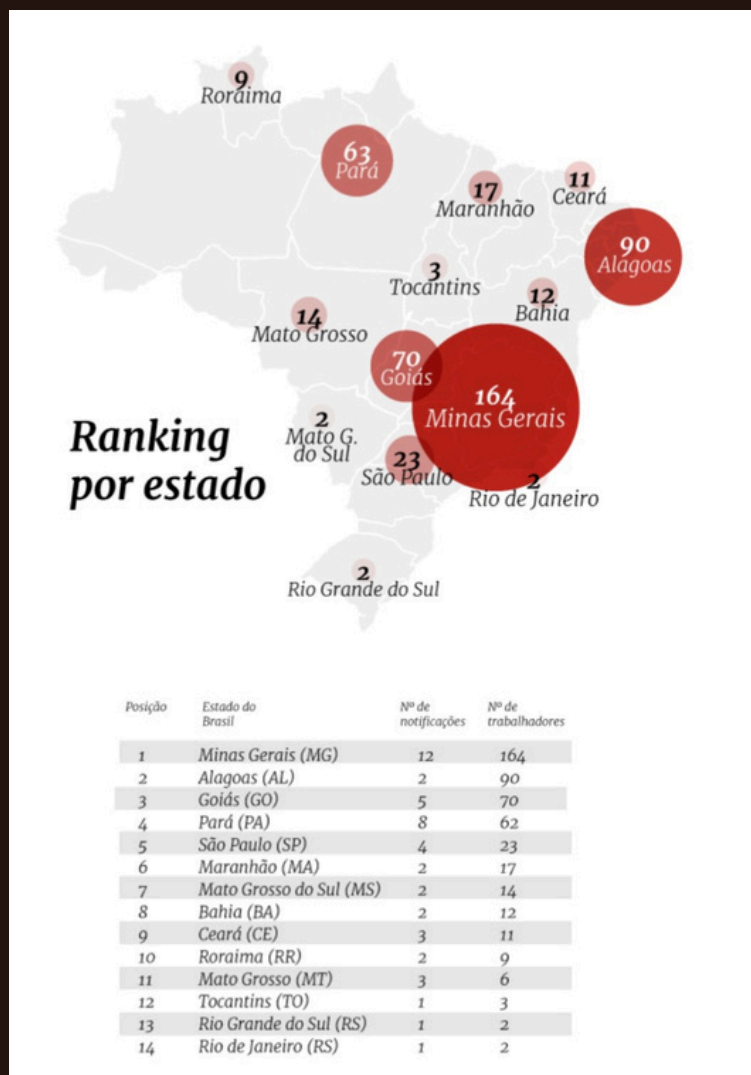 9
Roraima
63
Pará
17
Maranhão
11
Ceará
90
Alagoas
3
Tocantins
12
Bahia
14
Mato Grosso
70
Goiás
164
Minas Gerais
Ranking
por estado
2
Mato G.
do Sul
23
São Paulo
2
Rio de Janeiro
2
Rio Grande do Sul
Posição Estado do Brasil Nº de notificações Nº de trabalhadores
1 Minas Gerais (MG) 12 164
2 Alagoas (AL) 2 90
3 Goiás (GO) 5 70
4 Pará (PA) 8 62
5 São Paulo (SP) 4 23
6 Maranhão (MA) 2 17
7 Mato Grosso do Sul (MS) 2 14
8 Bahia (BA) 2 12
9 Ceará (CE) 3 11
10 Roraima (RR) 2 9
11 Mato Grosso (MT) 3 6
12 Tocantins (TO) 1 3
13 Rio Grande do Sul (RS) 1 2
14 Rio de Janeiro (RS) 1 2